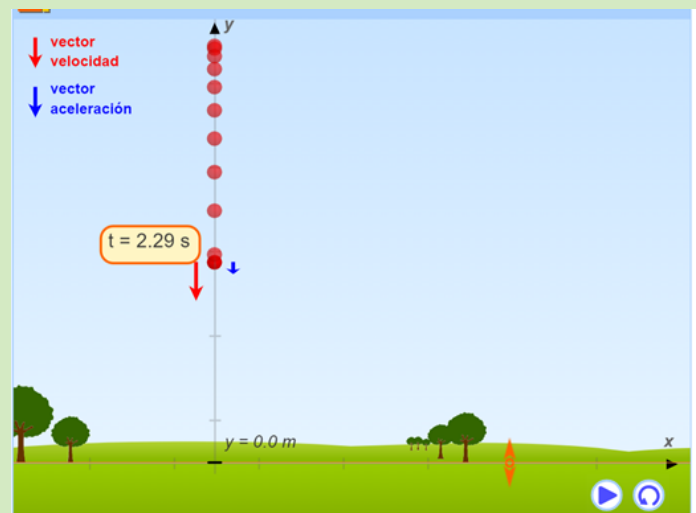 y
vector
velocidad
vector
aceleración
t = 2.29 s
y = 0.0 m
x